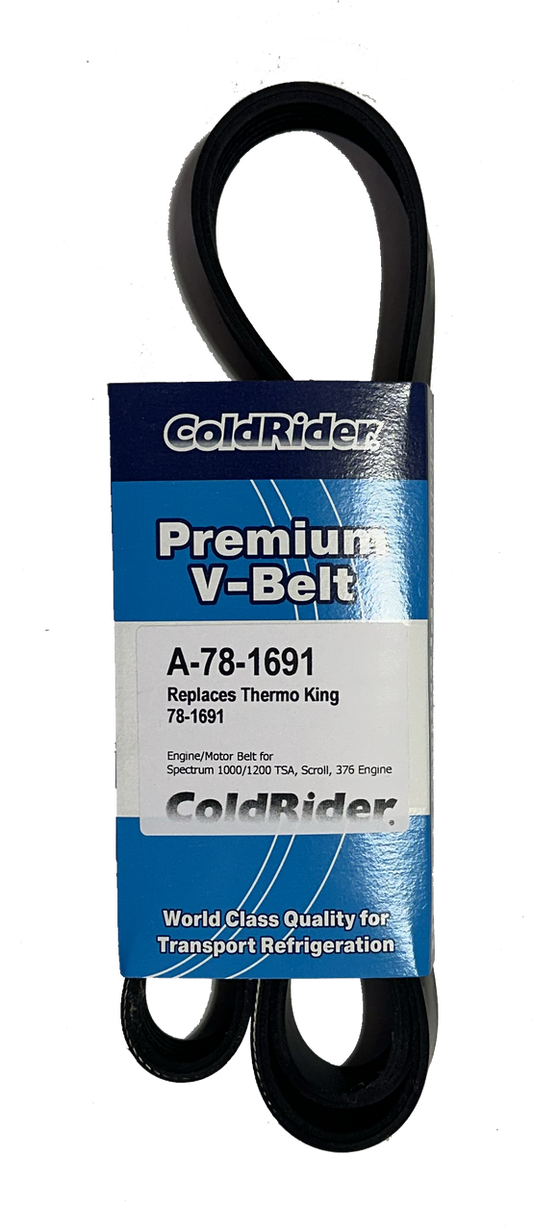 ColdRider.
Premium
V-Belt
A-78-1691
Replaces Thermo King
78-1691
Engine/Motor Belt for
Spectrum 1000/1200 TSA, Scroll, 376 Engine
ColdRider.
World Class Quality for
Transport Refrigeration